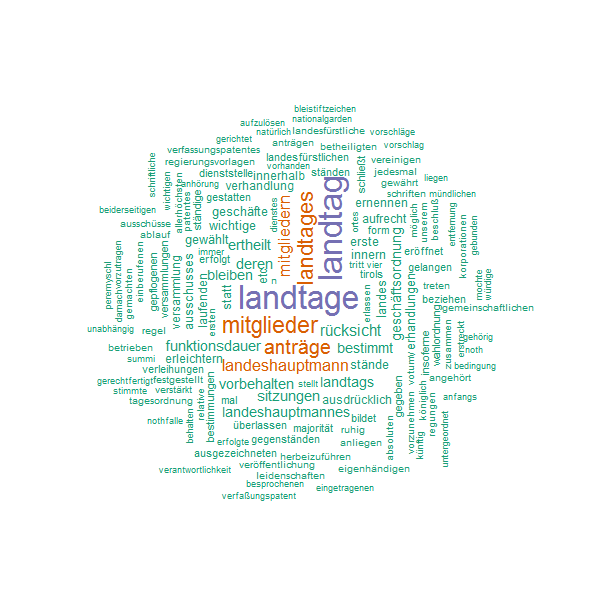 bleistiftzeichen
nationalgarden
aufzulösen
natürlich landesfürstliche vorschläge
gerichtet
anträgen betheiligten vorschlag
verfassungspatentes
landesfürstlichen schließt vereinigen
regierungsvorlagen
vorhanden
schriftliche
dienststelle innerhalb ständen jedesmal liegen
wichtigen
allerhöchsten
patentes
ständige
anhörung
verhandlung
gewährt
gestatten
dienstes
mitgliedern
landtages
landtag
ortes
ernennen
schriften mündlichen
beiderseitigen
geschäfte
aufrecht
möglich
unserem
beschluß
entfernung
korporationen
gebunden
ausschüsse
wichtige
form
ablauf
gewählt
ertheilt
erste
peremyschl
damach
vorzutragen
gemachten
einberufenen
gepflogenen
versammlungen
versammlung
ausschusses
immer
erfolgt
deren
innern
geschäftsordnung
gelangen
tritt vier
bleiben
etc
n
tirols
verhandlungen
treten
mochte
würdige
laufenden
statt
landtage
erlassen
landes
beziehen
gemeinschaftlichen
unabhängig
regel
ersten
mitglieder
rücksicht
insoferne
wahlordnung
zusammen
erstreckt
gehörig
betrieben
funktionsdauer
anträge
bestimmt
votum
noth
summi
erleichtern
landeshauptmann
stände
bedingung
verleihungen
gerechtfertigt
festgestellt
vorbehalten
stellt
landtags
angehört
stimmte
verstärkt
tagesordnung
behalten
relative
bestimmungen
mal
sitzungen
ausdrücklich
gegeben
vorzunehmen
königlich
regungen
anfangs
nothfalle
landeshauptmannes
bildet
künftig
untergeordnet
überlassen
majorität
ruhig
absoluten
erfolgte
gegenständen
anliegen
ausgezeichneten
herbeizuführen
verantwortlichkeit
veröffentlichung
eigenhändigen
leidenschaften
besprochenen
eingetragenen
verfaßungspatent